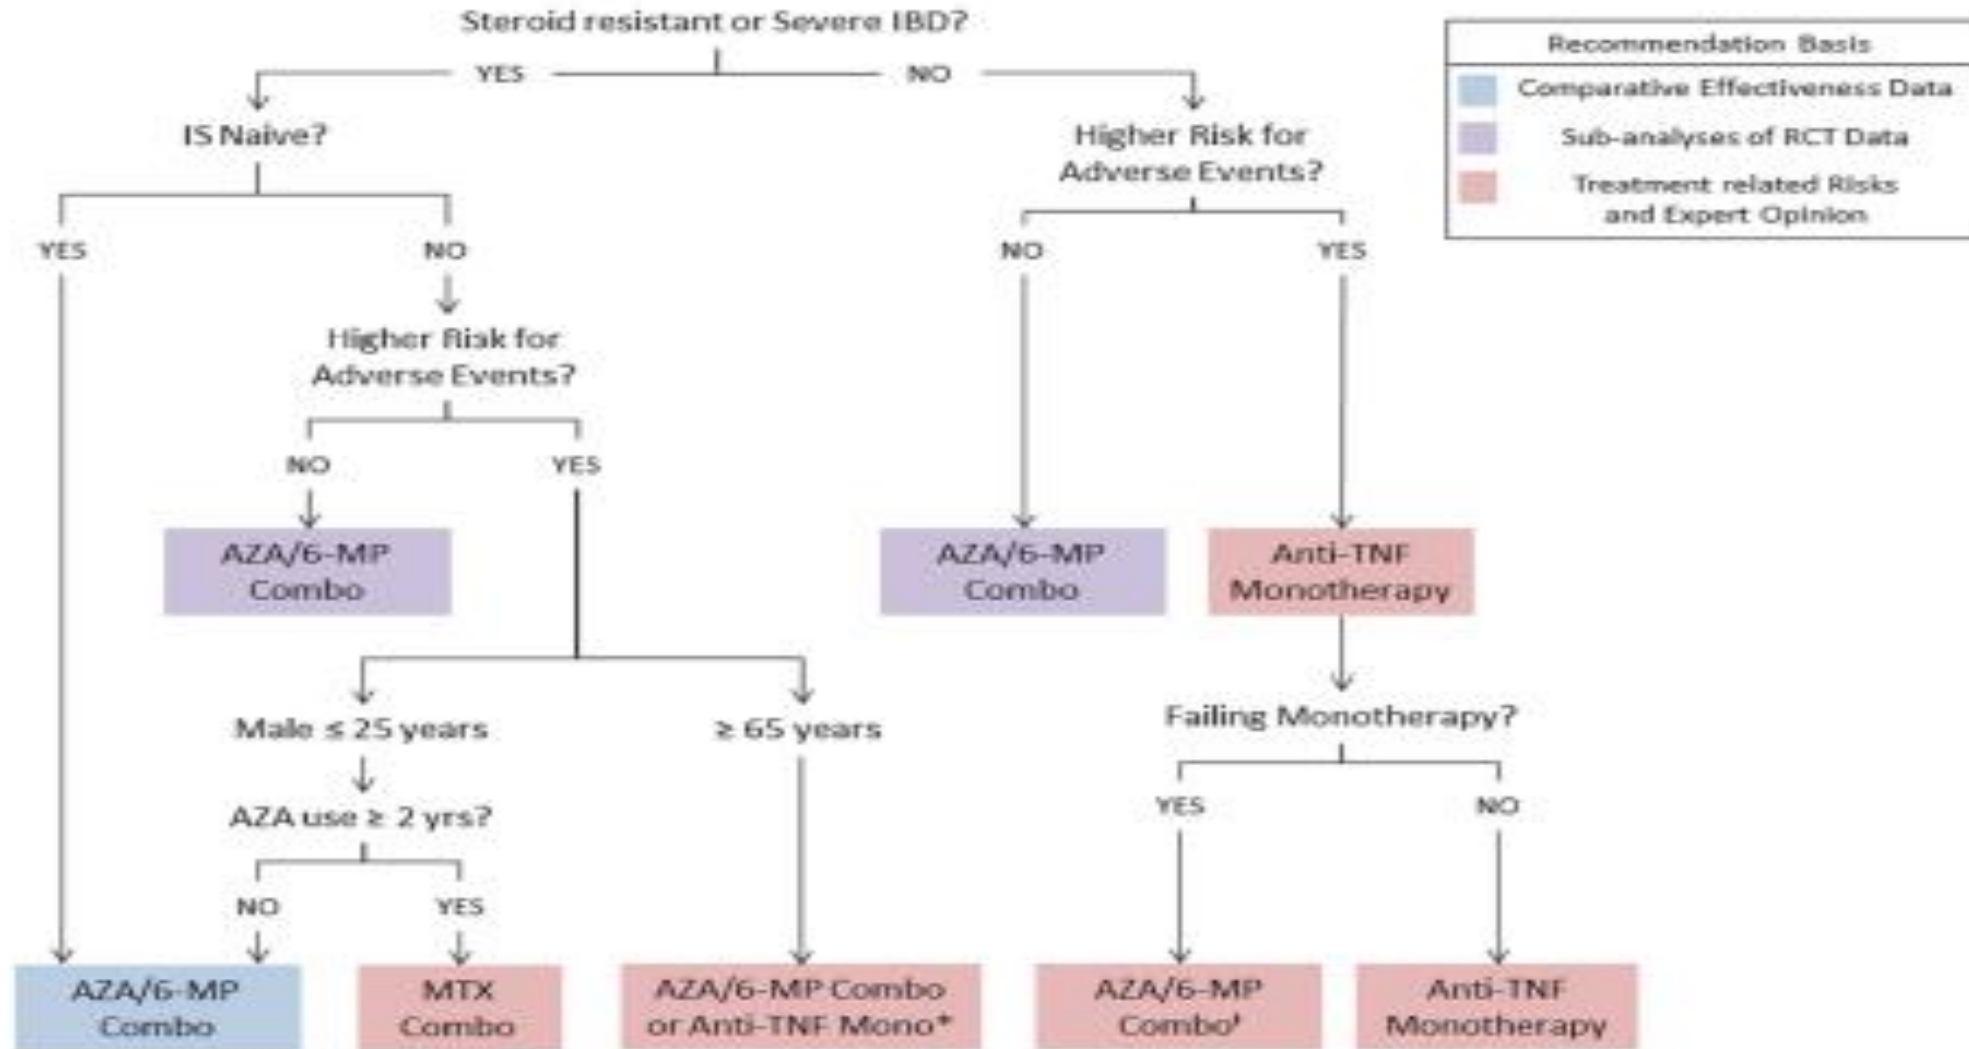 Steroid resistant or Severe IBD?
YES
NO
Recommendation Basis
Comparative Effectiveness Data
Sub-analyses of RCT Data
Treatment related Risks
and Expert Opinion
IS Naive?
Higher Risk for
Adverse Events?
YES
NO
NO
YES
Higher Risk for
Adverse Events?
NO
YES
AZA/6-MP
Combo
AZA/6-MP
Combo
Anti-TNF
Monotherapy
Male ≤ 25 years
≥ 65 years
Failing Monotherapy?
AZA use ≥ 2 yrs?
YES
NO
NO
YES
AZA/6-MP
Combo
MTX
Combo
AZA/6-MP Combo
or Anti-TNF Mono*
AZA/6-MP
Combo†
Anti-TNF
Monotherapy